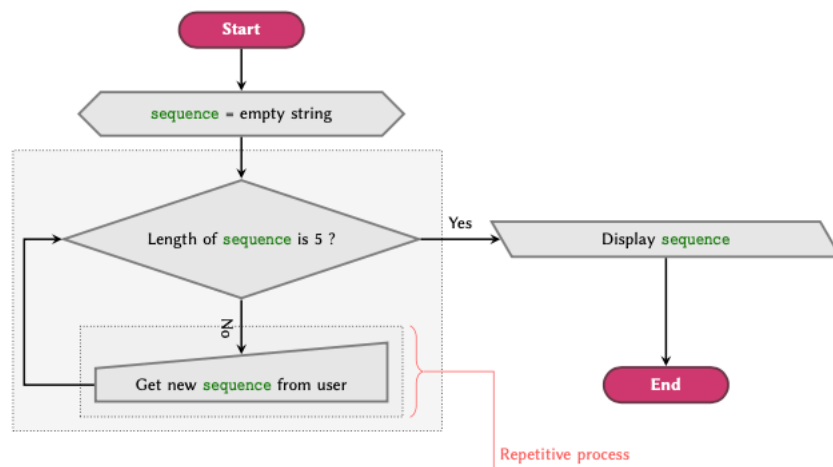 Start
sequence = empty string
Length of sequence is 5 ?
Yes
Display sequence
No
Get new sequence from user
End
Repetitive process